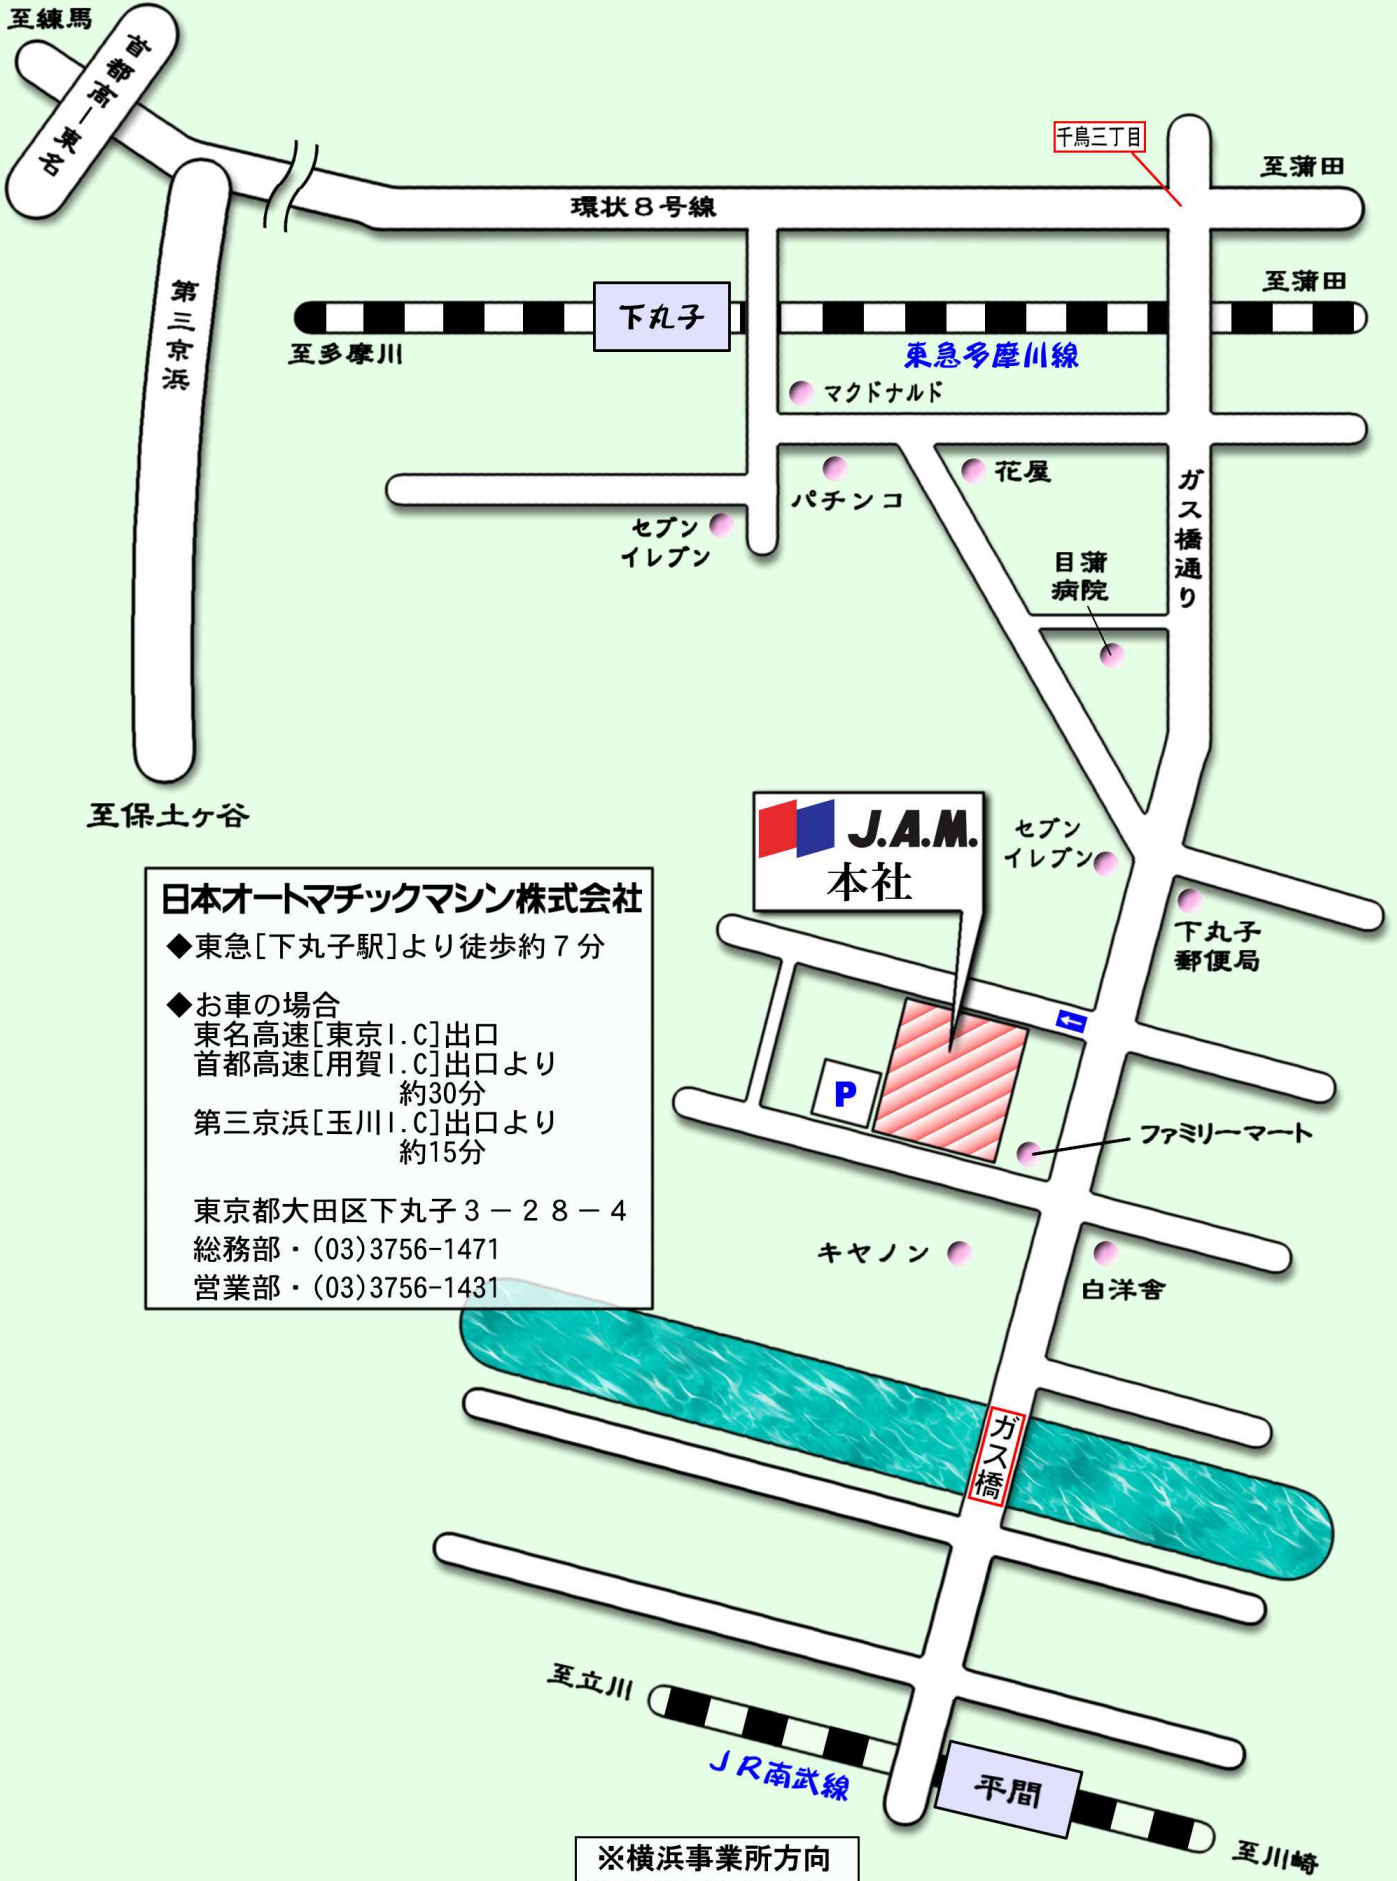 至練馬
首都高ー東名
千鳥三丁目
至蒲田
環状８号線
第三京浜
至蒲田
下丸子
至多摩川
東急多摩川線
マクドナルド
花屋
パチンコ
ガス橋通り
セブン
イレブン
目蒲
病院
至保土ヶ谷
J.A.M.
本社
セブン
イレブン
日本オートマチックマシン株式会社
◆東急[下丸子駅]より徒歩約７分
◆お車の場合
東名高速[東京I.C]出口
首都高速[用賀I.C]出口より
約30分
第三京浜[玉川I.C]出口より
約15分
東京都大田区下丸子３－２８－４
総務部・(03)3756-1471
営業部・(03)3756-1431
下丸子
郵便局
←
P
ファミリーマート
キヤノン
白洋舎
ガス橋
至立川
ＪＲ南武線
平間
至川崎
※横浜事業所方向